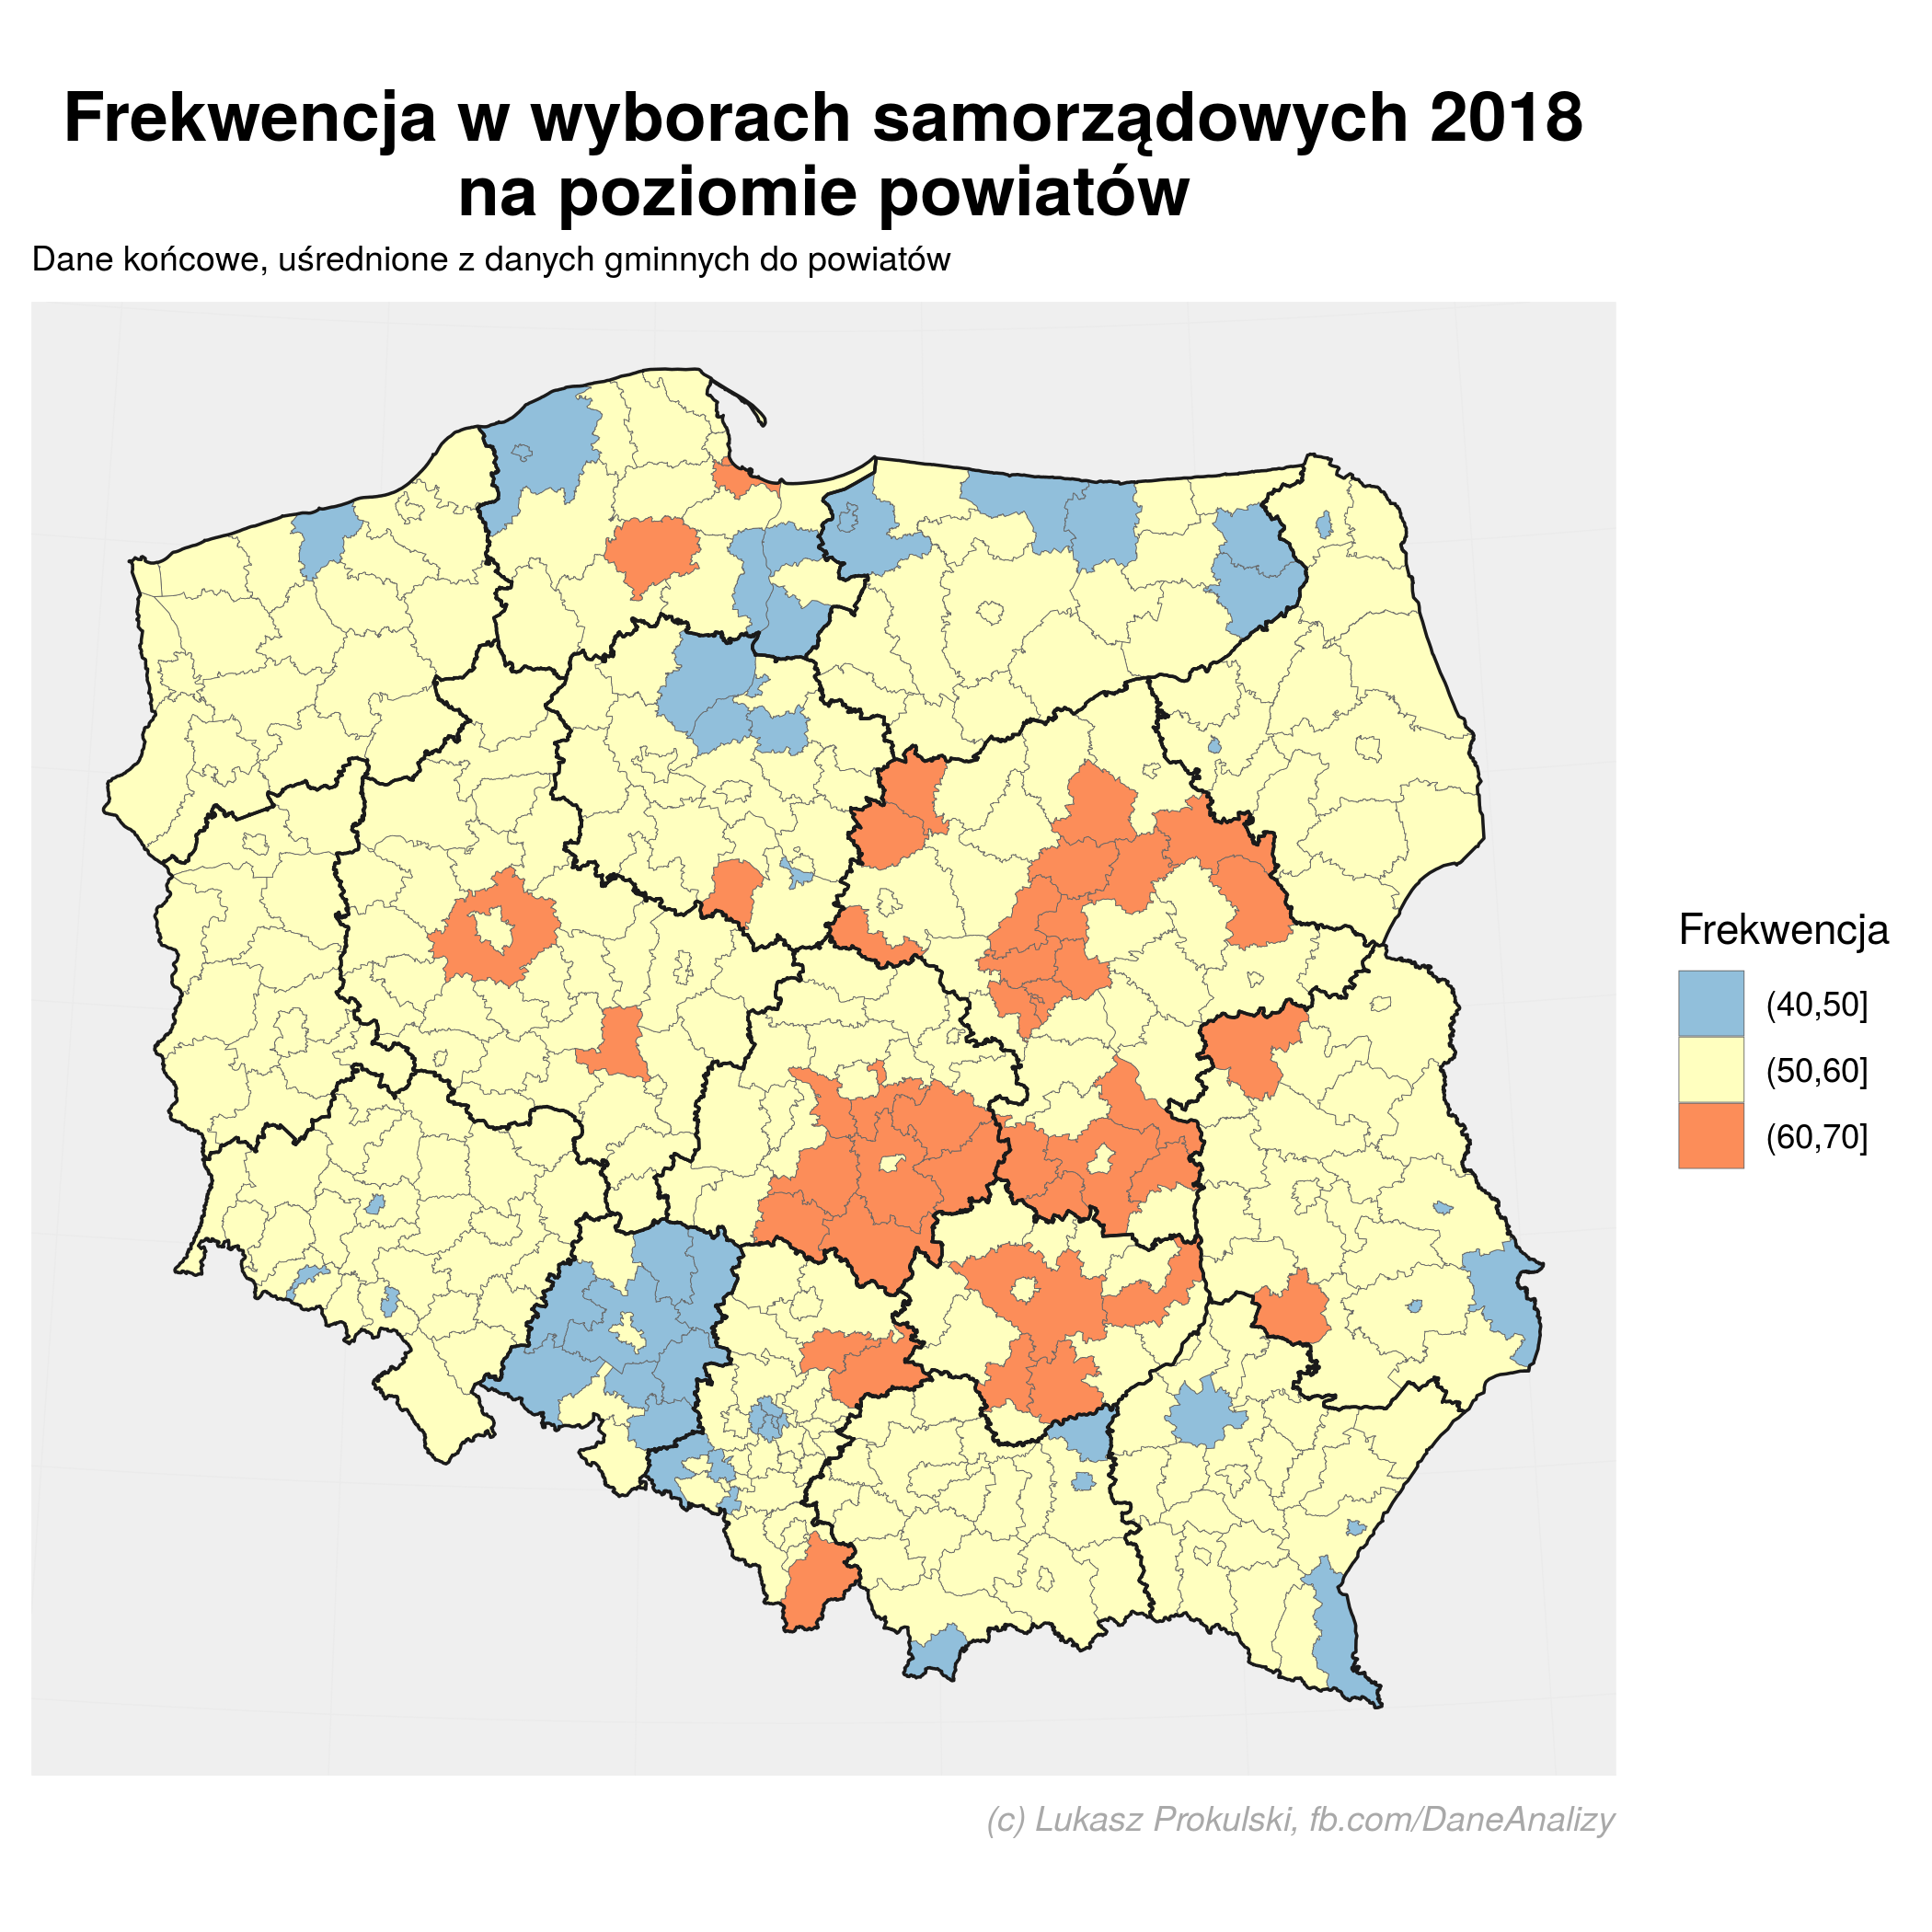 Frekwencja w wyborach samorządowych 2018
na poziomie powiatów
Dane końcowe, uśrednione z danych gminnych do powiatów
Frekwencja
(40,50]
(50,60]
(60,70]
(c) Lukasz Prokulski, fb.com/DaneAnalizy